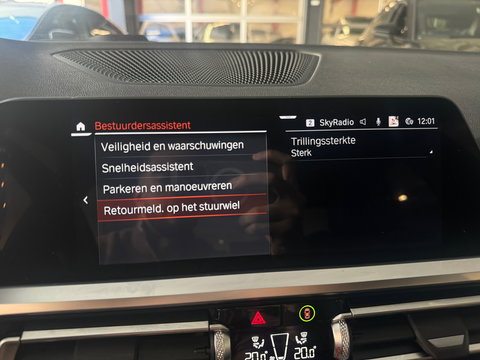 2 SkyRadio 12:01
Bestuurdersassistent
Veiligheid en waarschuwingen
Snelheidsassistent
Parkeren en manoeuvreren
Retourmeld. op het stuurwiel
Trillingssterkte
Sterk
20.0 20.0